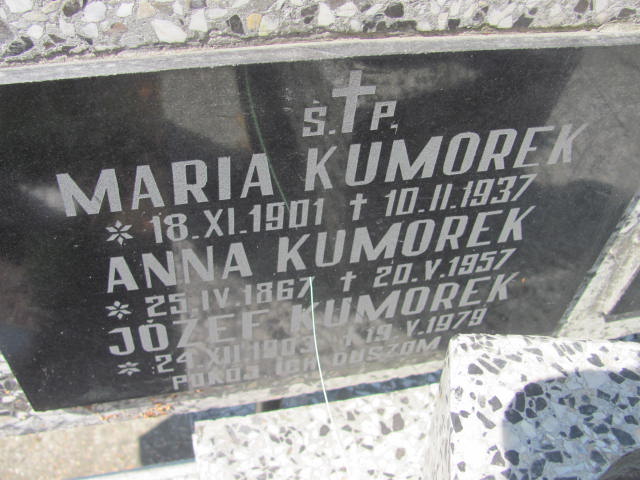 Ś. P.
MARIA KUMOREK
* 18.XI.1901 † 10.II.1937
ANNA KUMOREK
* 25.IV.1867 † 20.V.1957
JÓZEF KUMOREK
* 24.XII.1903 † 19.V.1979
POKÓJ ICH DUSZOM